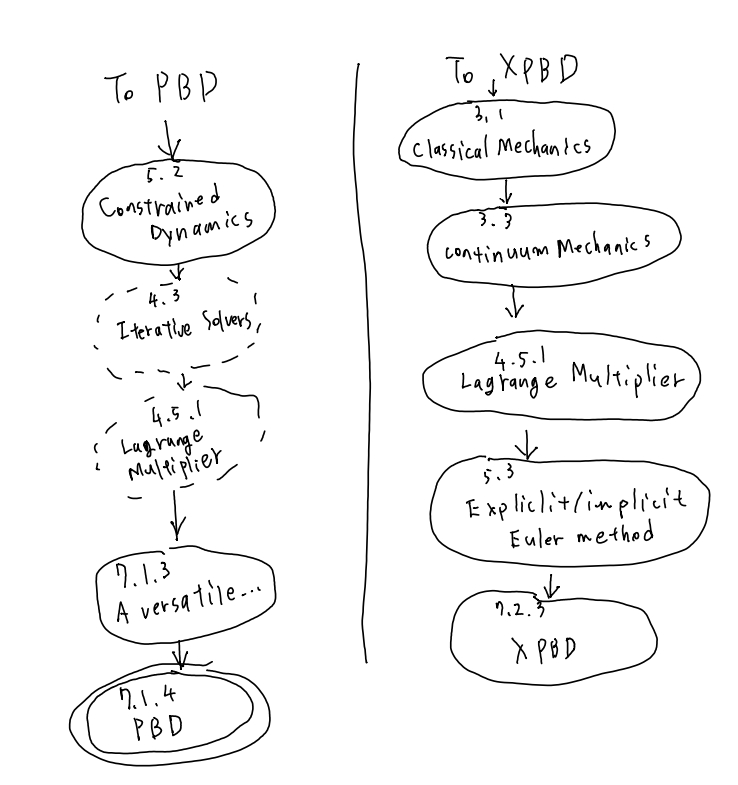 To PBD
5.2
Constrained
Dynamics
4.3
Iterative Solvers
4.5.1
Lagrange
Multiplier
7.1.3
A versatile...
7.1.4
PBD
To XPBD
3.1
Classical Mechanics
3.3
continuum Mechanics
4.5.1
Lagrange Multiplier
5.3
Expliclit/implicit
Euler method
7.2.3
XPBD